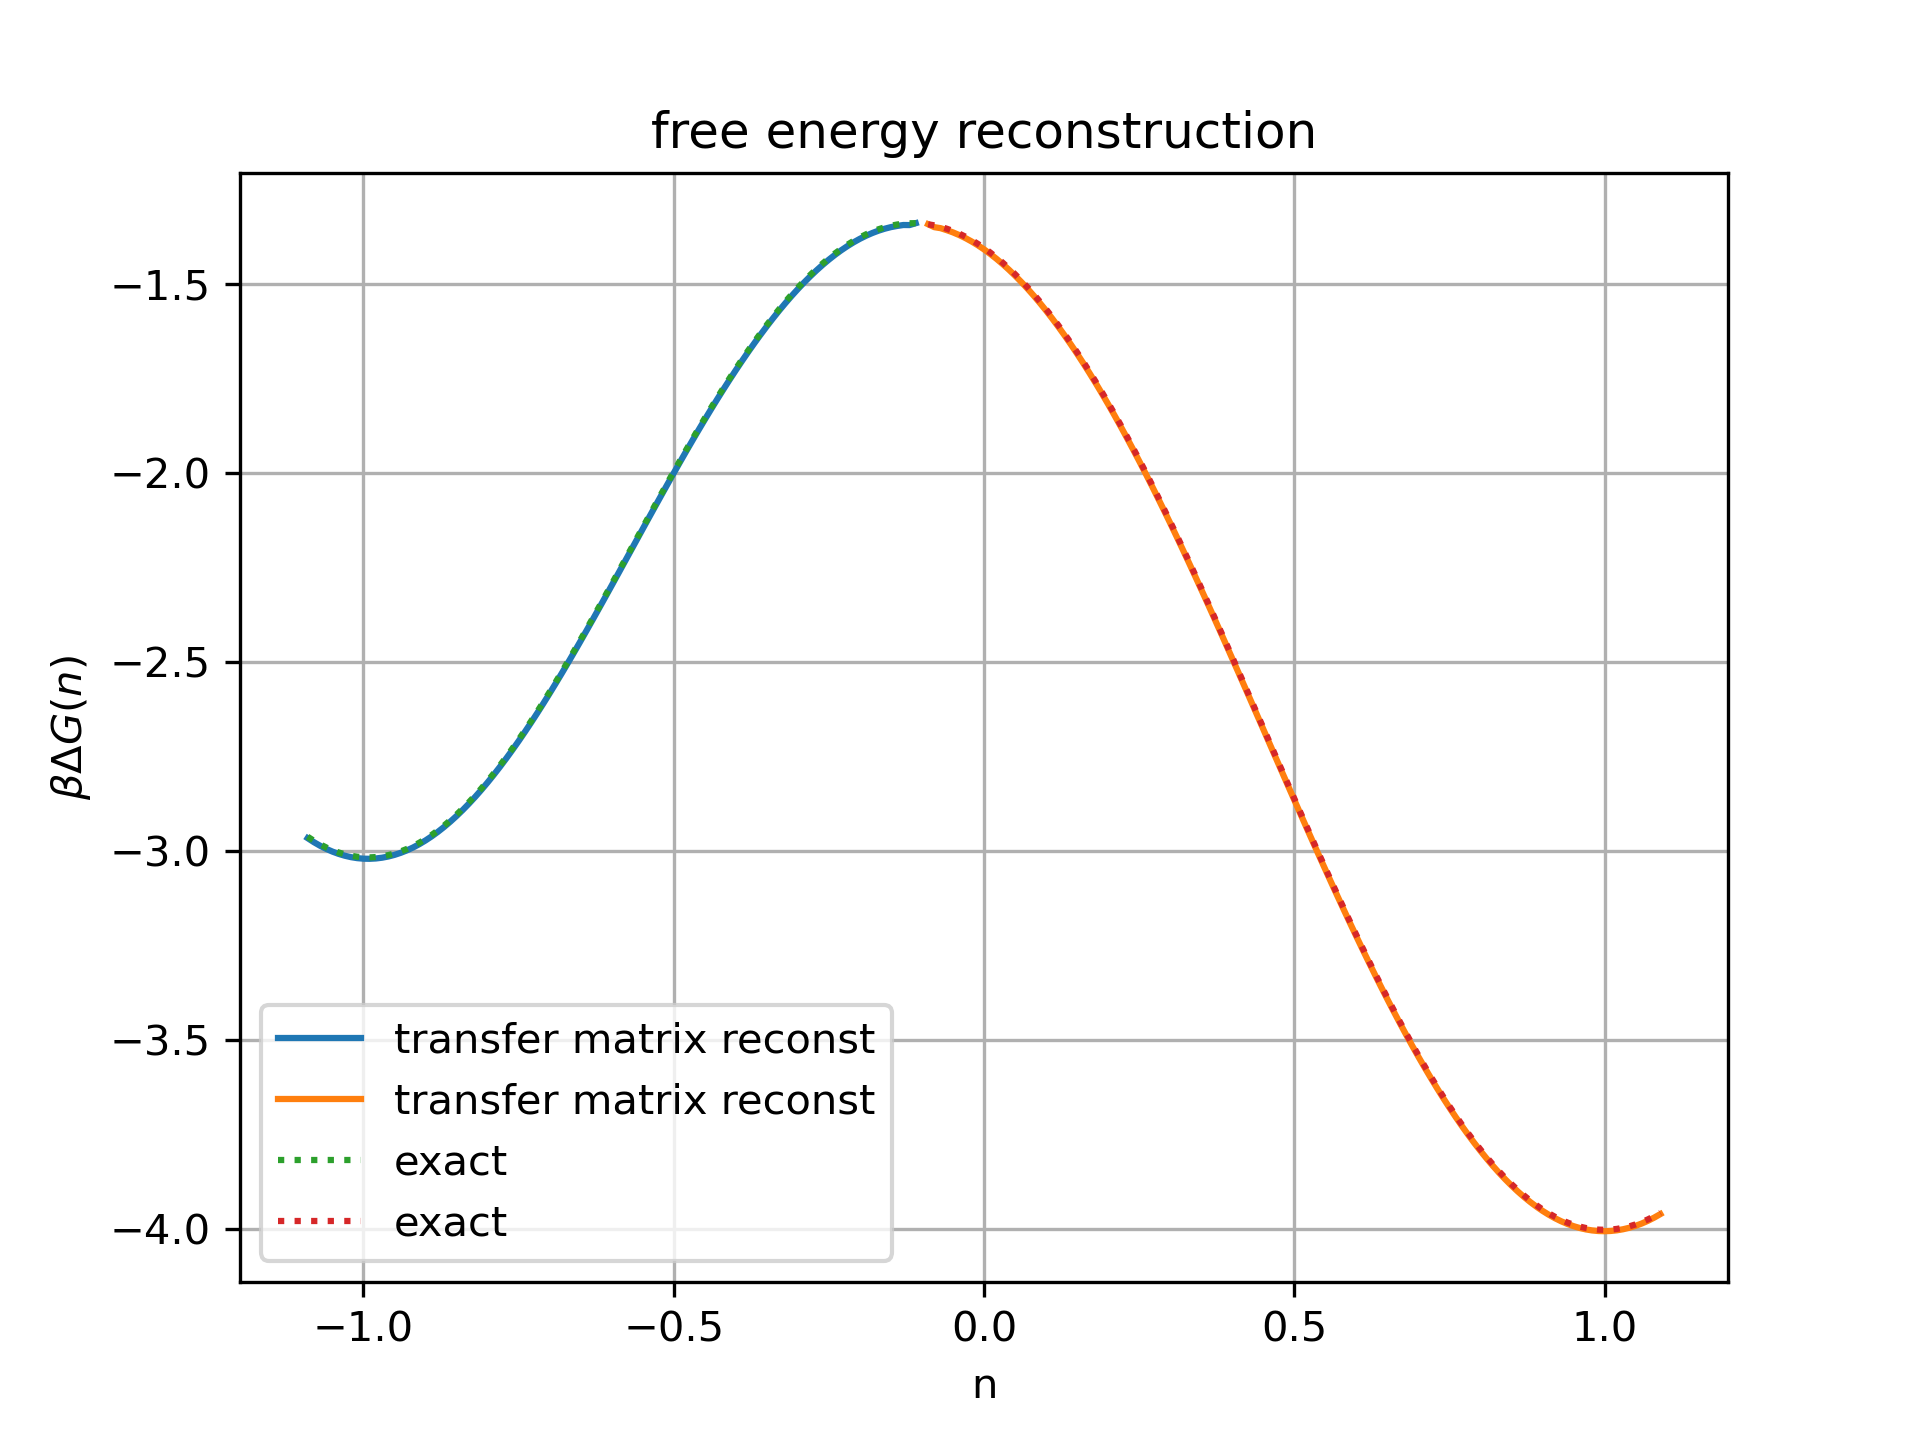 free energy reconstruction
−1.5
−2.0
−2.5
−3.0
−3.5
−4.0
βΔG(n)
transfer matrix reconst
transfer matrix reconst
exact
exact
−1.0 −0.5 0.0 0.5 1.0
n